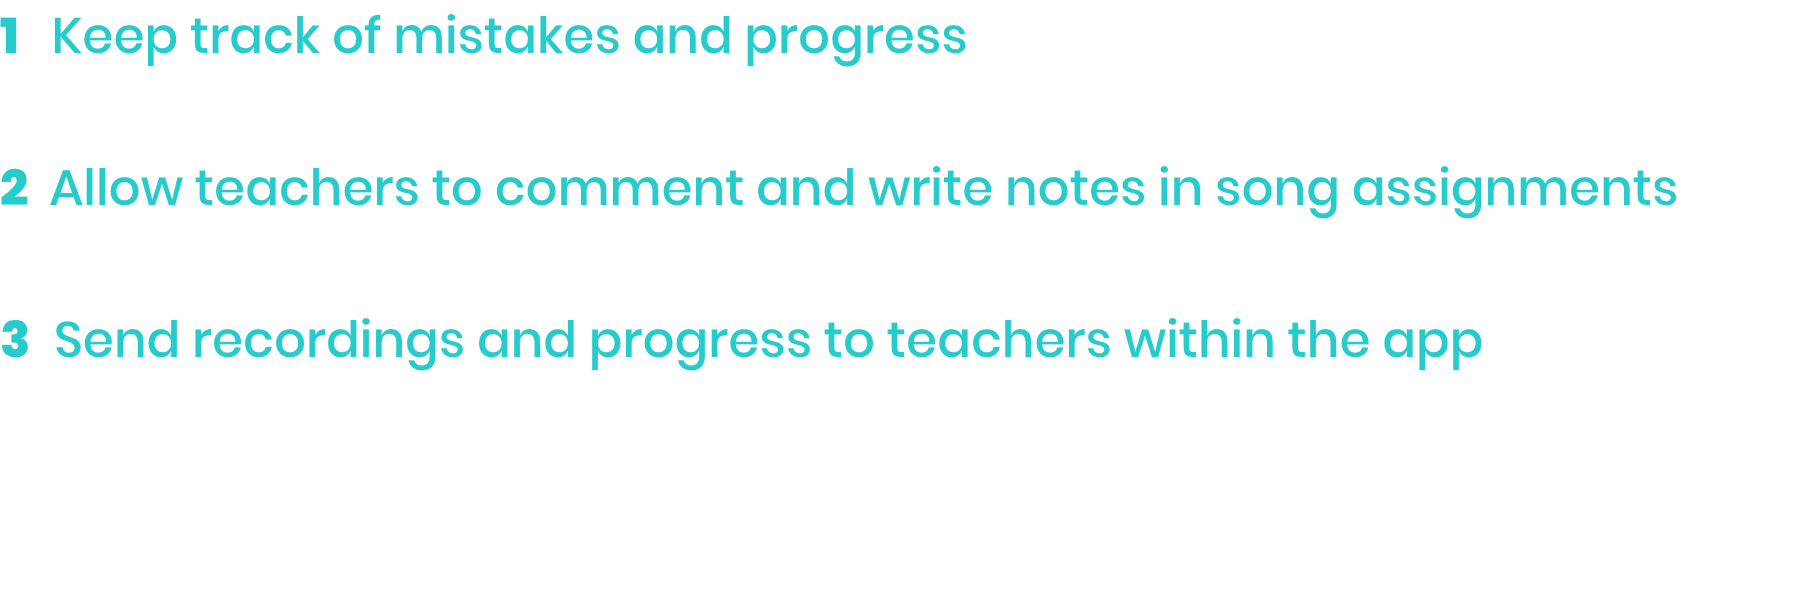 1 Keep track of mistakes and progress
2 Allow teachers to comment and write notes in song assignments
3 Send recordings and progress to teachers within the app